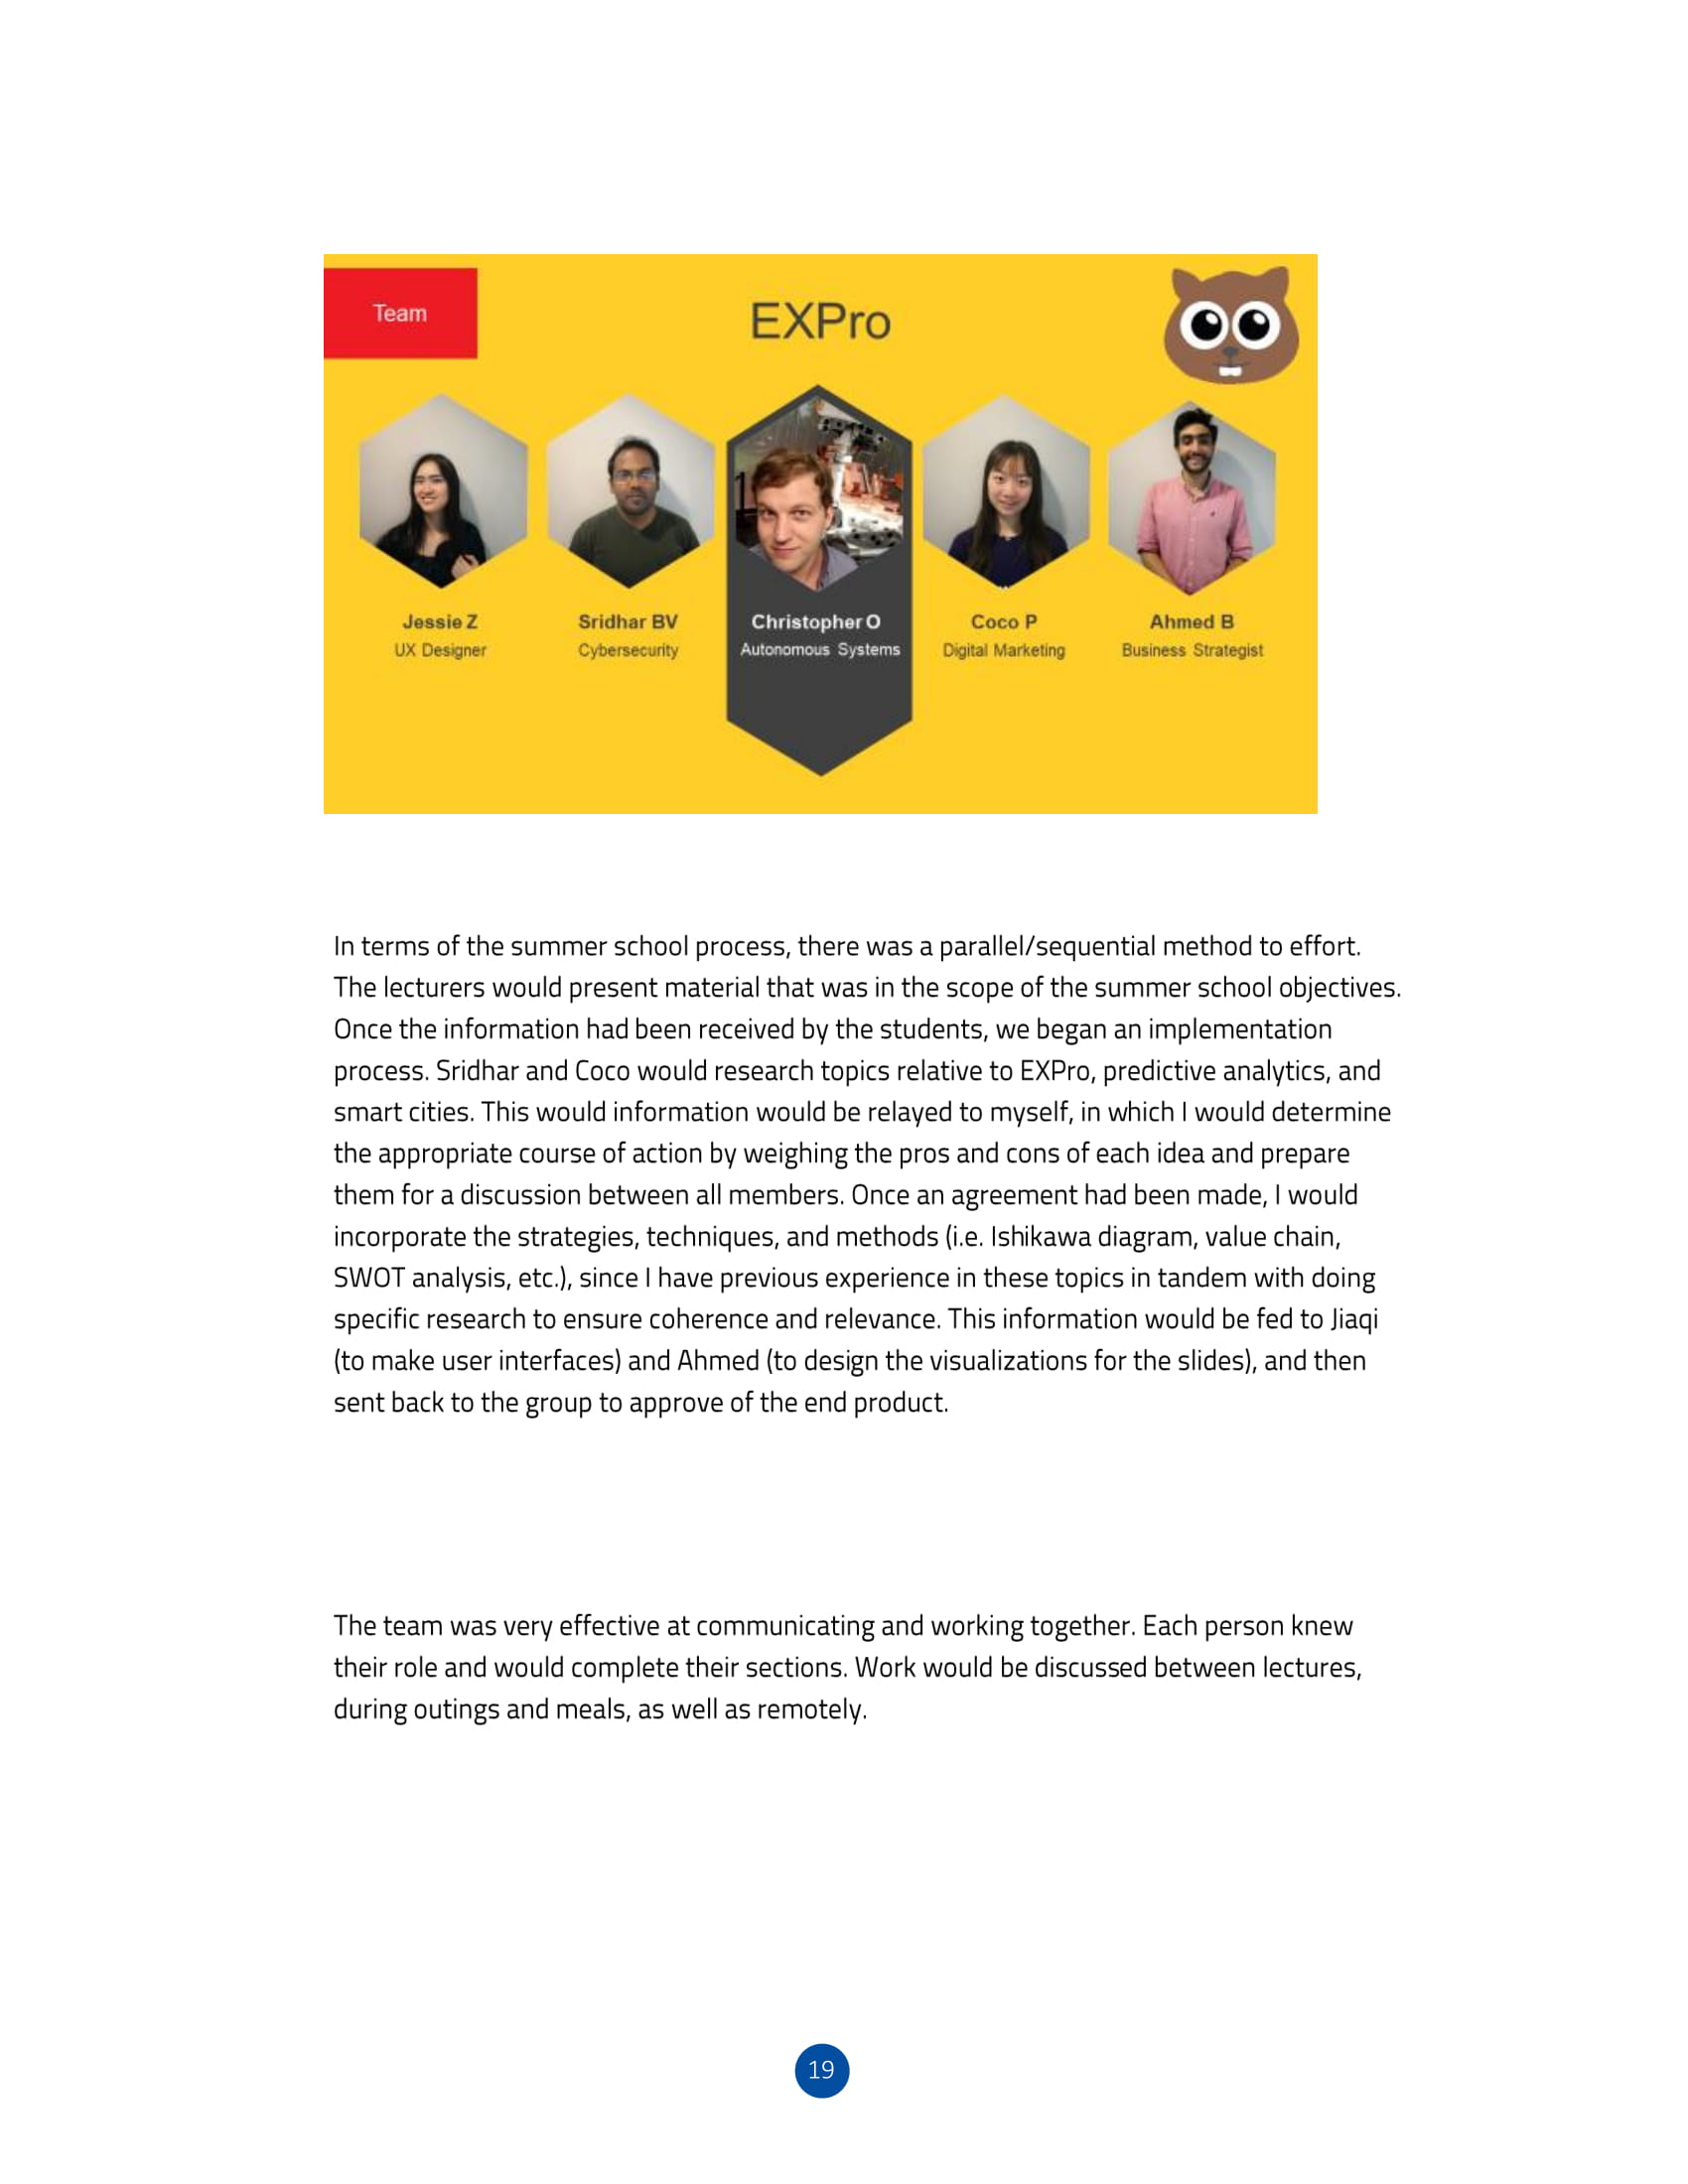 Team
EXPro
Jessie Z
UX Designer
Sridhar BV
Cybersecurity
Christopher O
Autonomous Systems
Coco P
Digital Marketing
Ahmed B
Business Strategist
In terms of the summer school process, there was a parallel/sequential method to effort.
The lecturers would present material that was in the scope of the summer school objectives.
Once the information had been received by the students, we began an implementation
process. Sridhar and Coco would research topics relative to EXPro, predictive analytics, and
smart cities. This would information would be relayed to myself, in which I would determine
the appropriate course of action by weighing the pros and cons of each idea and prepare
them for a discussion between all members. Once an agreement had been made, I would
incorporate the strategies, techniques, and methods (i.e. Ishikawa diagram, value chain,
SWOT analysis, etc.), since I have previous experience in these topics in tandem with doing
specific research to ensure coherence and relevance. This information would be fed to Jiaqi
(to make user interfaces) and Ahmed (to design the visualizations for the slides), and then
sent back to the group to approve of the end product.
The team was very effective at communicating and working together. Each person knew
their role and would complete their sections. Work would be discussed between lectures,
during outings and meals, as well as remotely.
19